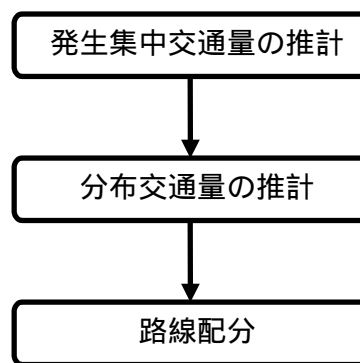 発生集中交通量の推計
分布交通量の推計
路線配分